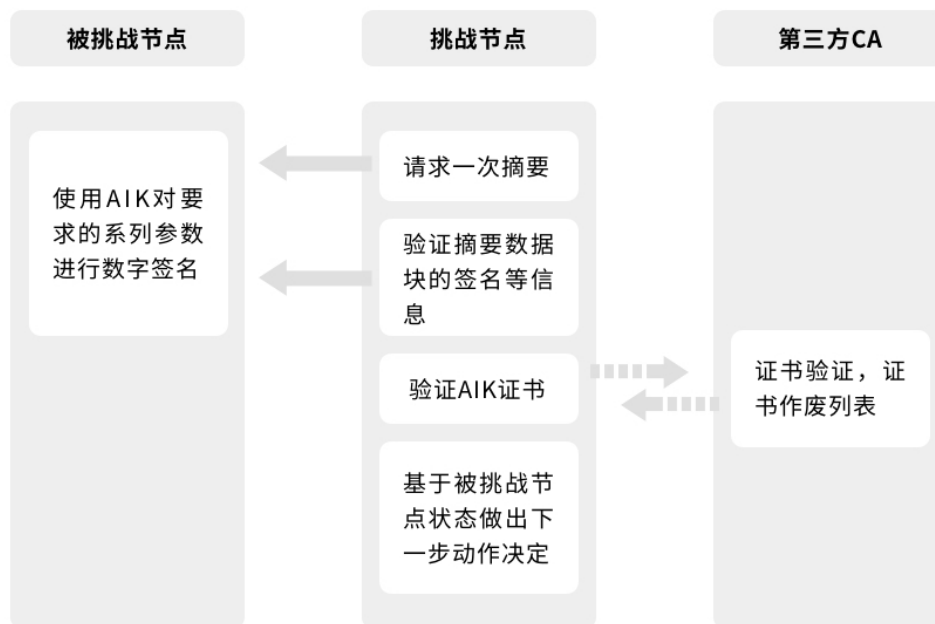 被挑战节点
挑战节点
第三方CA
使用AIK对要
求的系列参数
进行数字签名
请求一次摘要
验证摘要数据
块的签名等信
息
验证AIK证书
基于被挑战节
点状态做出下
一步动作决定
证书验证，证
书作废列表